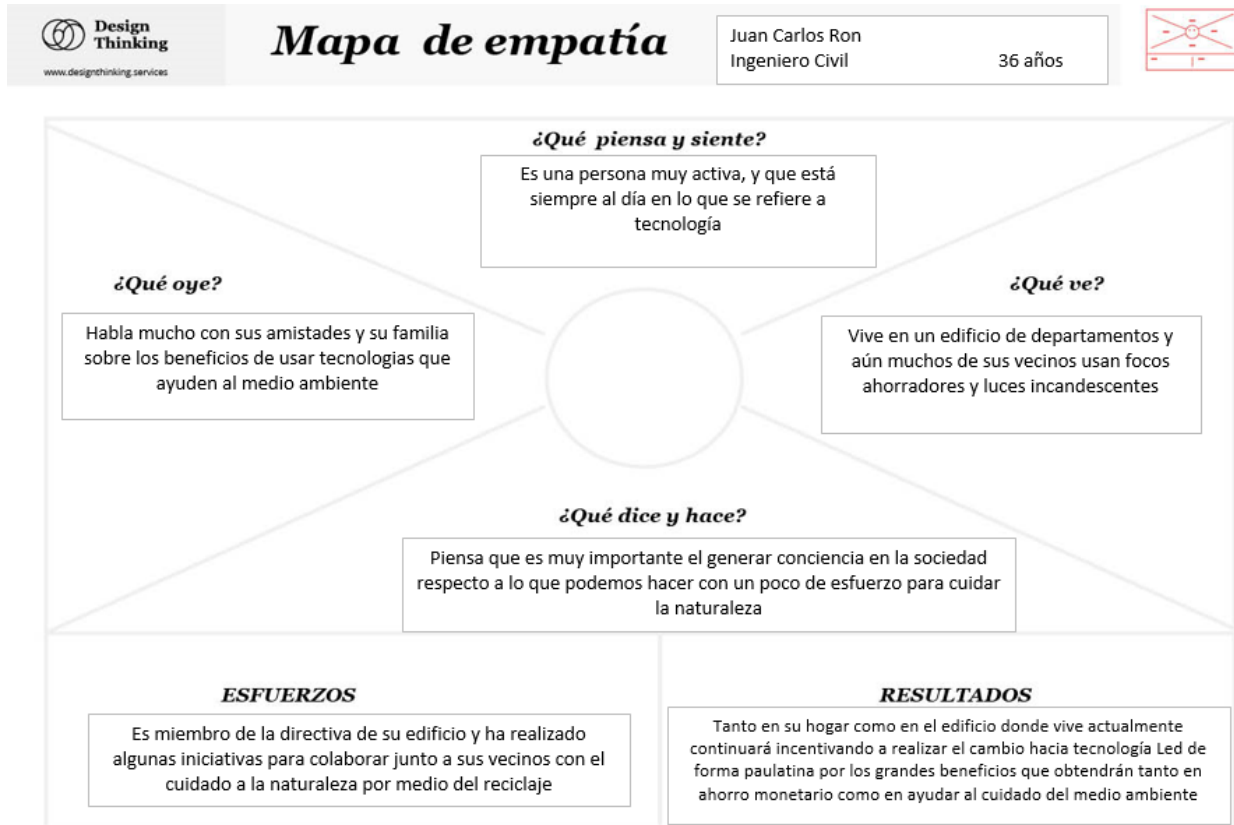 Design
Thinking
www.designthinking.services
Mapa de empatía
Juan Carlos Ron
Ingeniero Civil 36 años
¿Qué piensa y siente?
Es una persona muy activa, y que está
siempre al día en lo que se refiere a
tecnología
¿Qué oye?
Habla mucho con sus amistades y su familia
sobre los beneficios de usar tecnologias que
ayuden al medio ambiente
¿Qué ve?
Vive en un edificio de departamentos y
aún muchos de sus vecinos usan focos
ahorradores y luces incandescentes
¿Qué dice y hace?
Piensa que es muy importante el generar conciencia en la sociedad
respecto a lo que podemos hacer con un poco de esfuerzo para cuidar
la naturaleza
ESFUERZOS
Es miembro de la directiva de su edificio y ha realizado
algunas iniciativas para colaborar junto a sus vecinos con el
cuidado a la naturaleza por medio del reciclaje
RESULTADOS
Tanto en su hogar como en el edificio donde vive actualmente
continuará incentivando a realizar el cambio hacia tecnología Led de
forma paulatina por los grandes beneficios que obtendrán tanto en
ahorro monetario como en ayudar al cuidado del medio ambiente